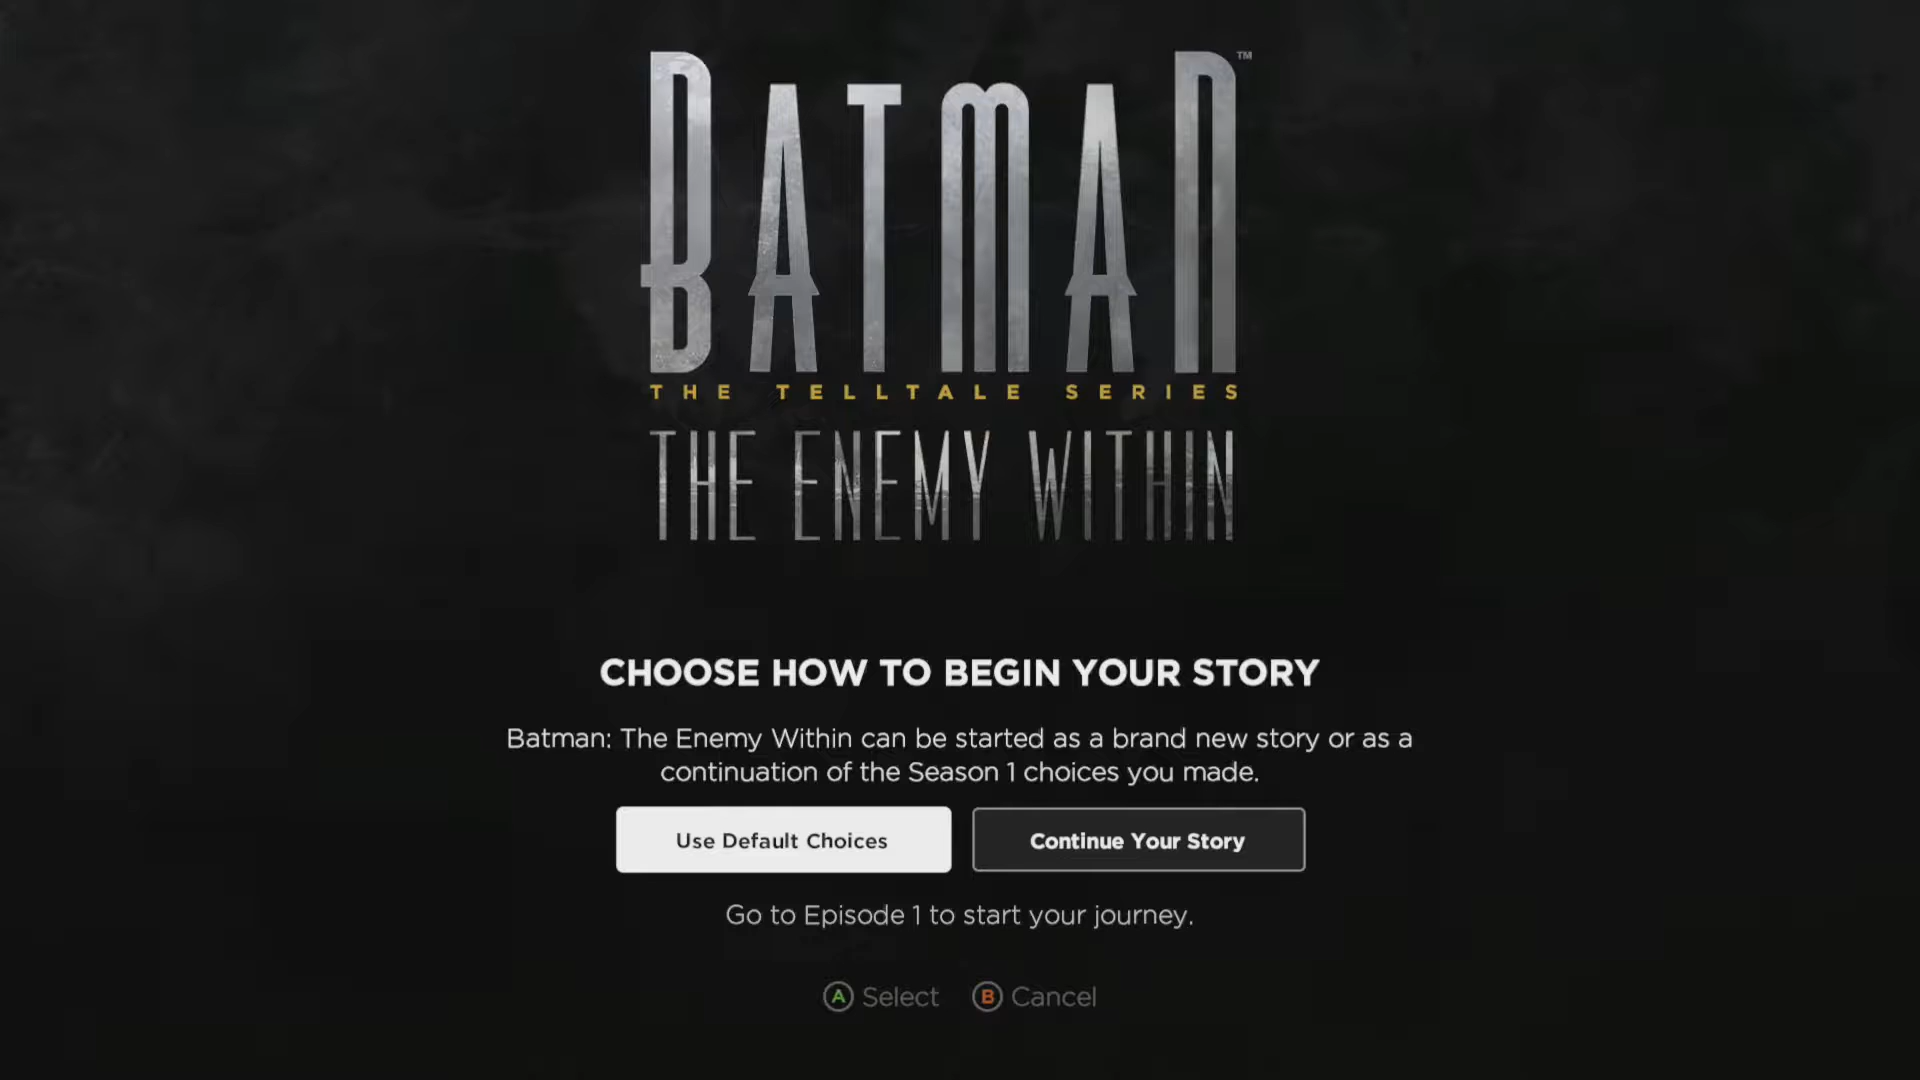 BATMAN™
THE TELLTALE SERIES
THE ENEMY WITHIN
CHOOSE HOW TO BEGIN YOUR STORY
Batman: The Enemy Within can be started as a brand new story or as a
continuation of the Season 1 choices you made.
Use Default Choices
Continue Your Story
Go to Episode 1 to start your journey.
A Select B Cancel